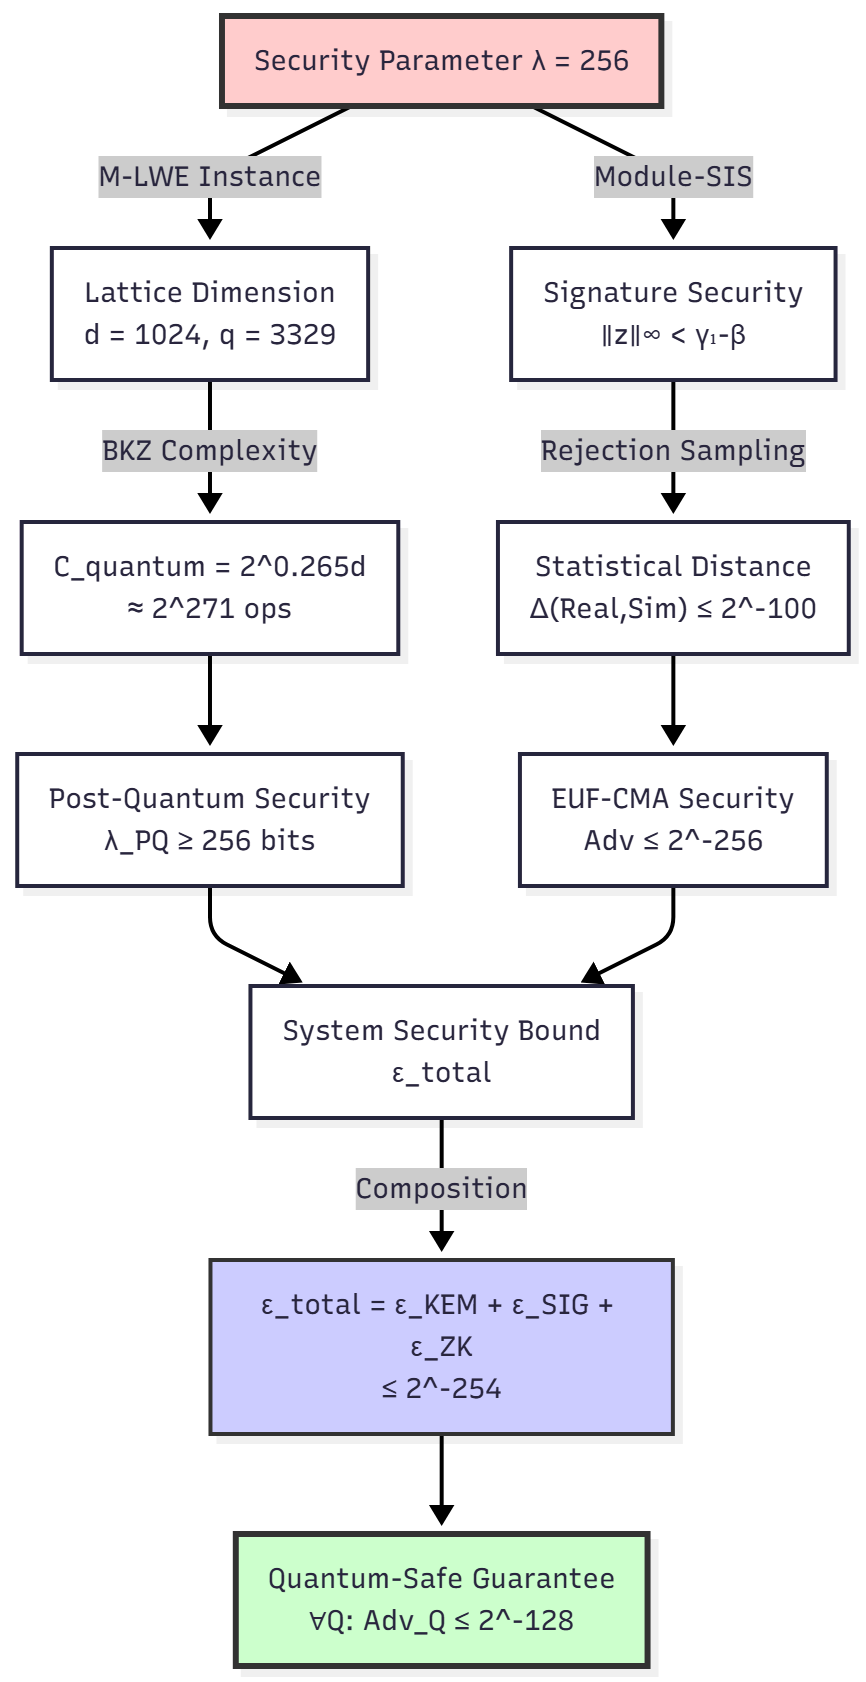 Security Parameter λ = 256
M-LWE Instance
Module-SIS
Lattice Dimension
d = 1024, q = 3329
Signature Security
‖z‖∞ < γ₁-β
BKZ Complexity
Rejection Sampling
C_quantum = 2^0.265d
≈ 2^271 ops
Statistical Distance
Δ(Real,Sim) ≤ 2^-100
Post-Quantum Security
λ_PQ ≥ 256 bits
EUF-CMA Security
Adv ≤ 2^-256
System Security Bound
ε_total
Composition
ε_total = ε_KEM + ε_SIG +
ε_ZK
≤ 2^-254
Quantum-Safe Guarantee
∀Q: Adv_Q ≤ 2^-128